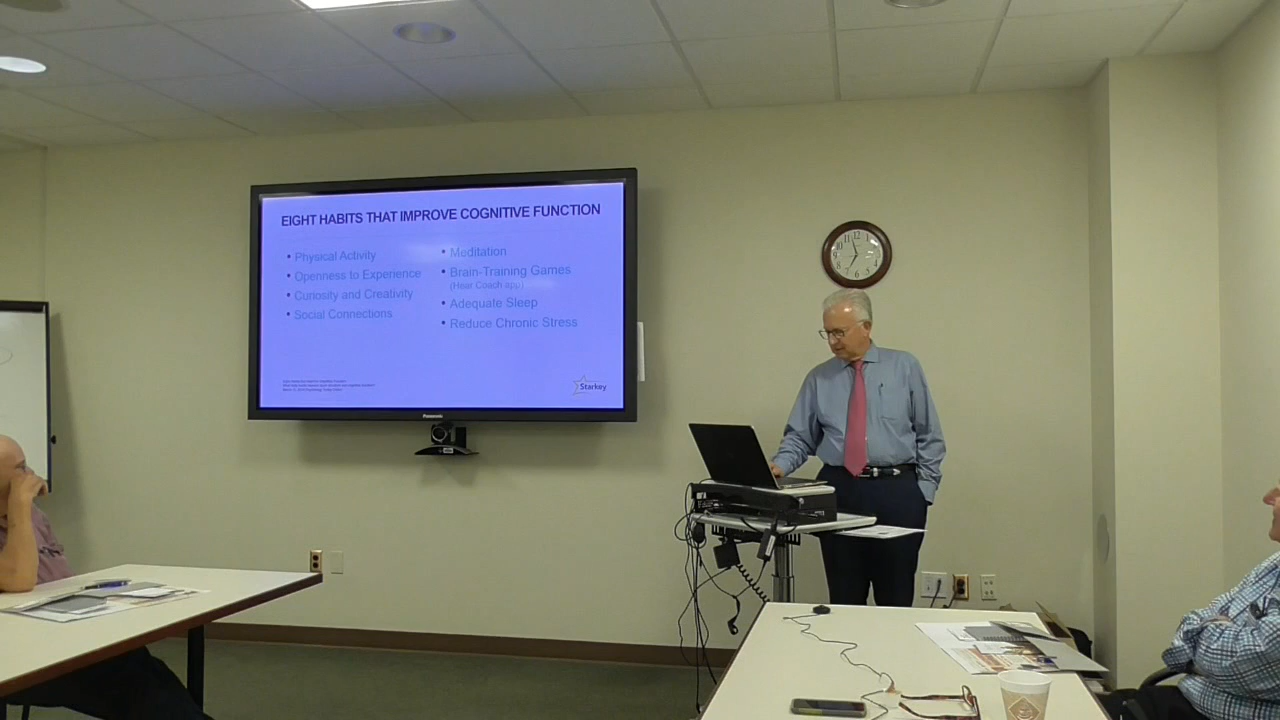 EIGHT HABITS THAT IMPROVE COGNITIVE FUNCTION
• Physical Activity
• Openness to Experience
• Curiosity and Creativity
• Social Connections
• Meditation
• Brain-Training Games
(Hear Coach app)
• Adequate Sleep
• Reduce Chronic Stress
Starkey
Panasonic